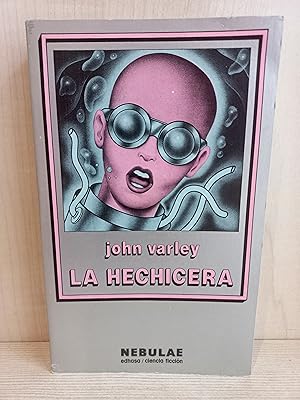 john varley
LA HECHICERA
NEBULAE
edhasa / ciencia ficción